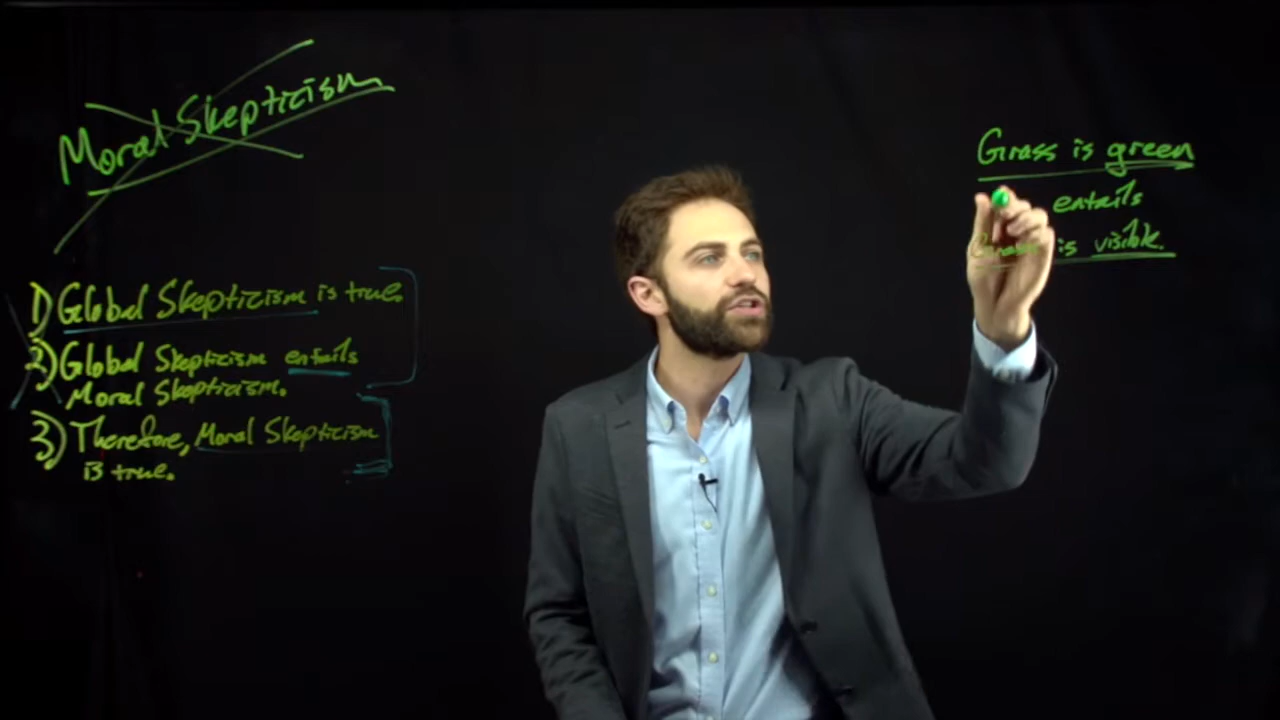 Moral Skepticism
1) Global Skepticism is true.
2) Global Skepticism entails
Moral Skepticism.
3) Therefore, Moral Skepticism
is true.
Grass is green
entails
Grass is visible.